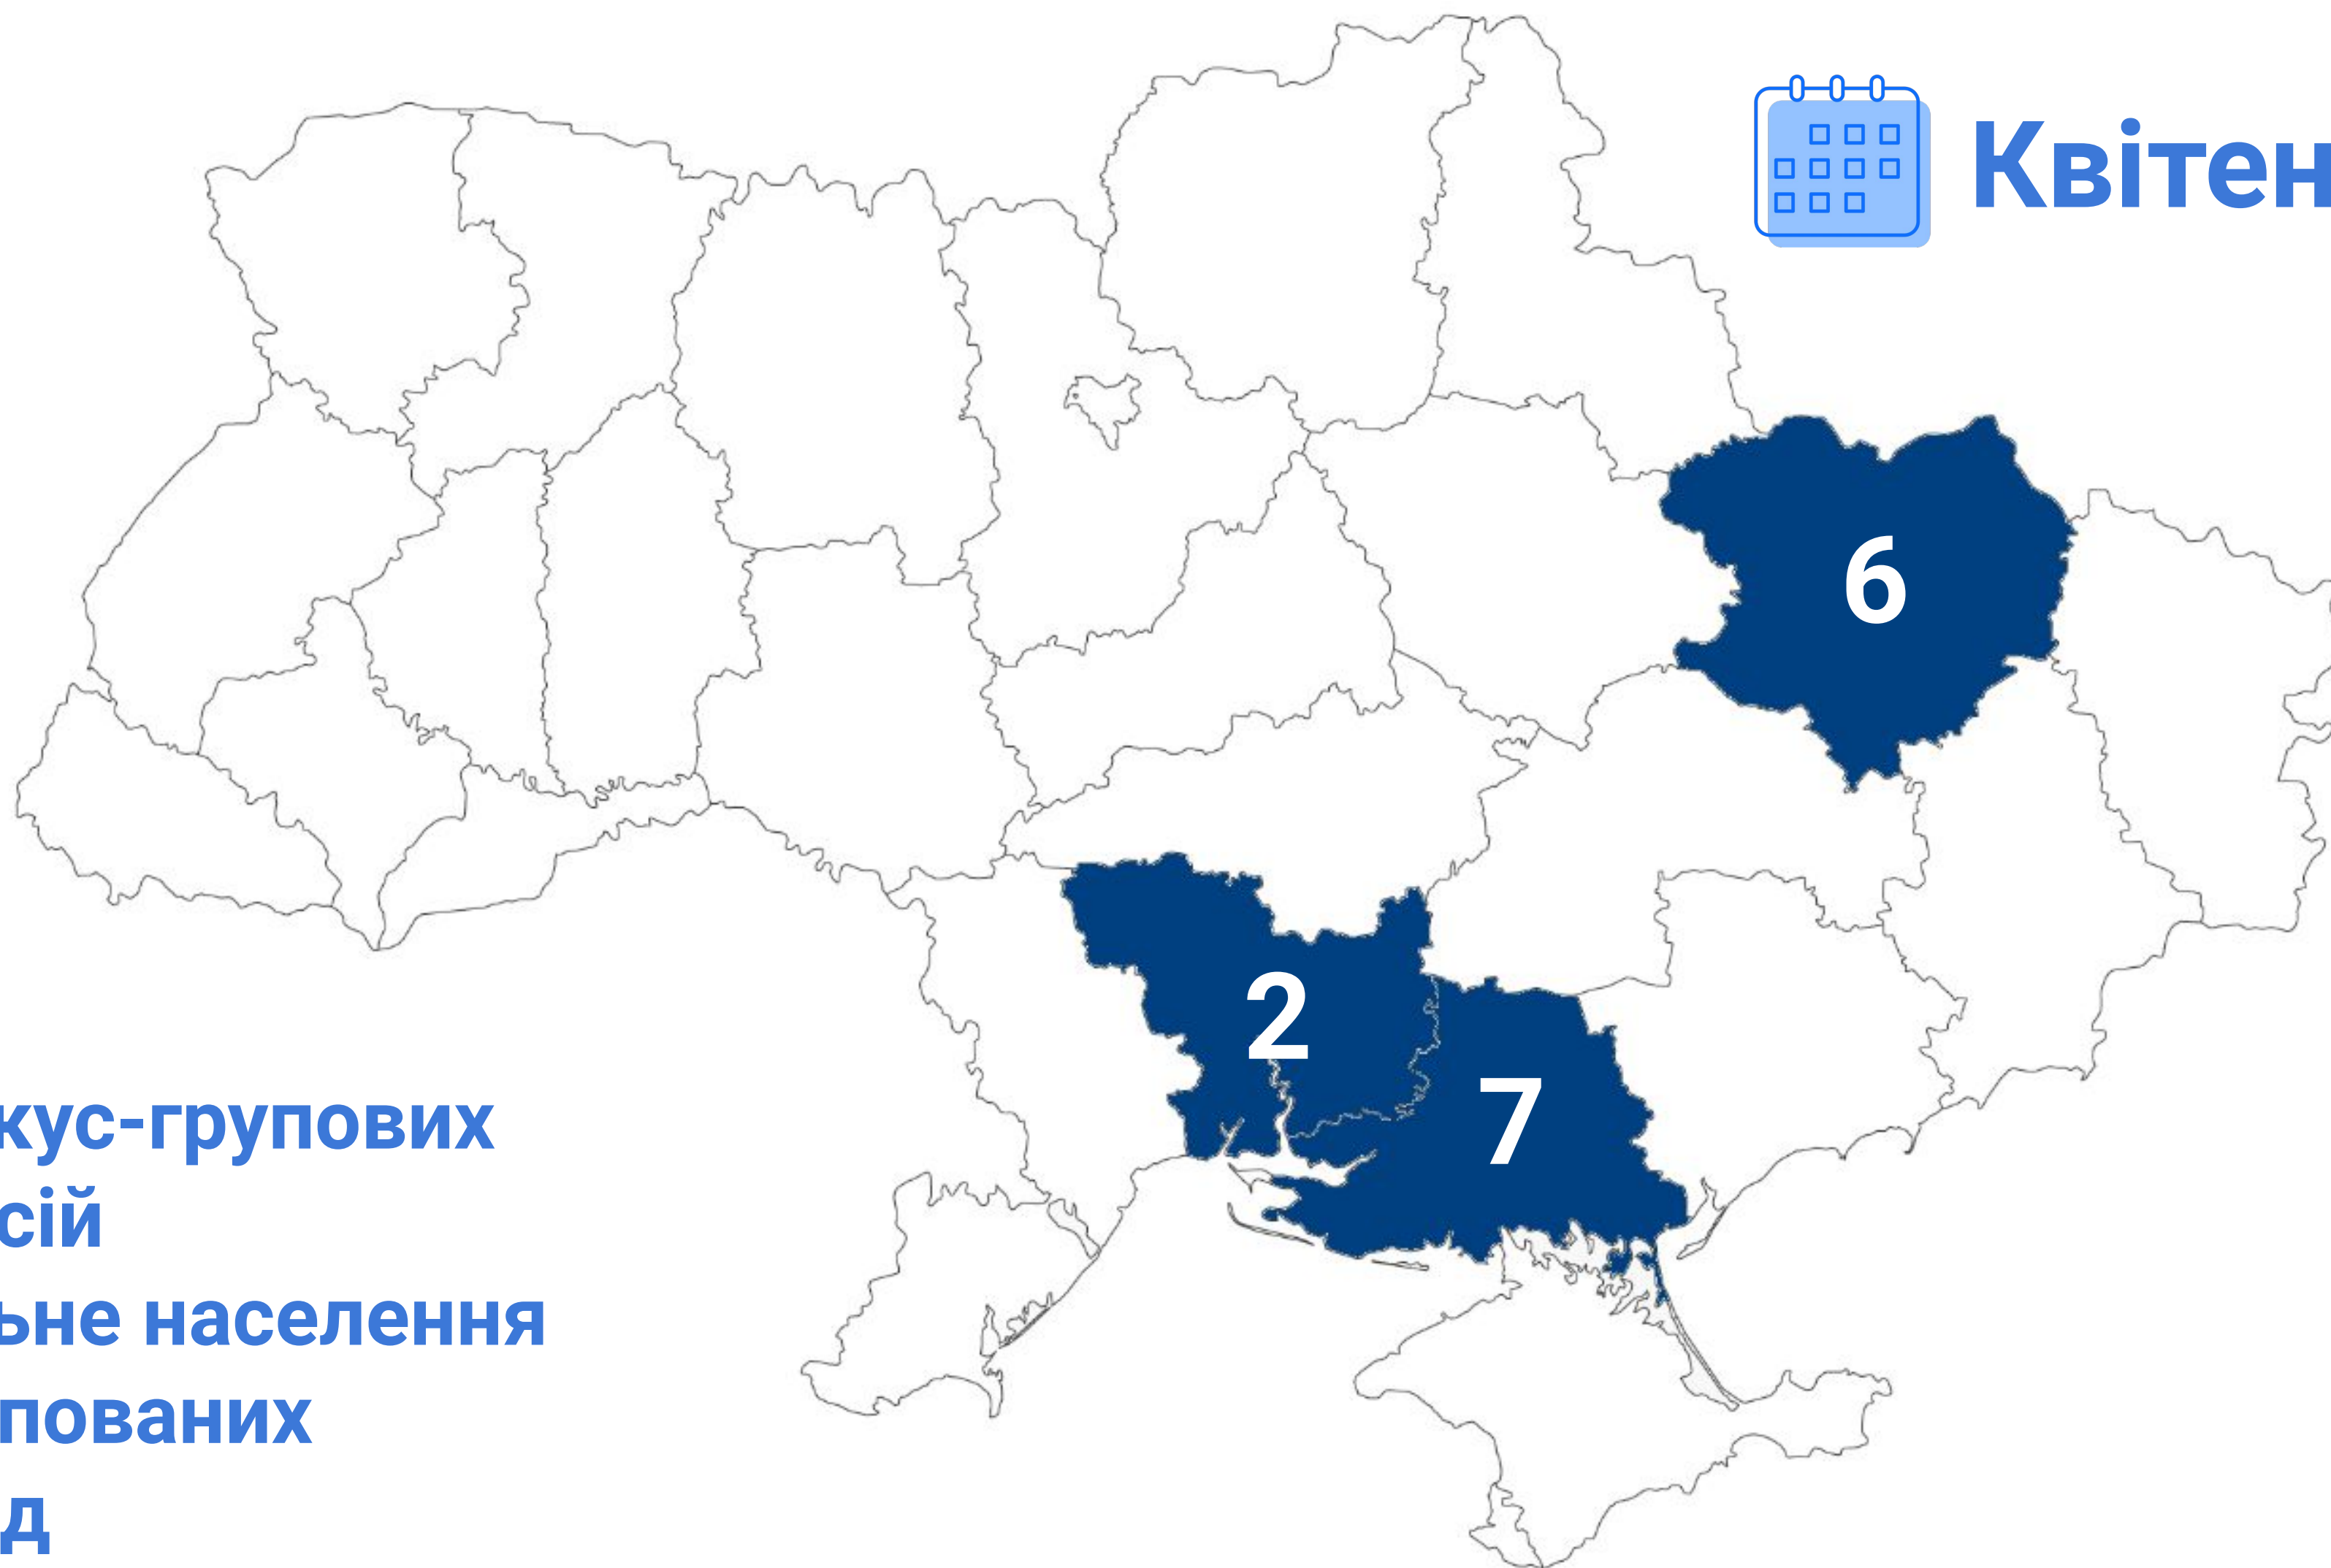 Квітен
6
2
7
кус-групових
сій
ьне населення
пованих
д